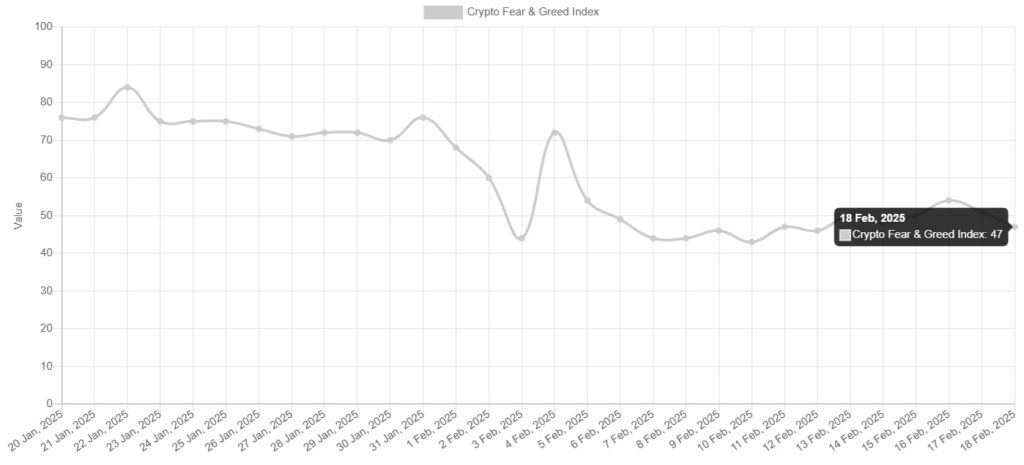 Crypto Fear & Greed Index
100
90
80
70
60
50
40
30
20
10
0
Value
18 Feb, 2025
Crypto Fear & Greed Index: 47
20 Jan, 2025
21 Jan, 2025
22 Jan, 2025
23 Jan, 2025
24 Jan, 2025
25 Jan, 2025
26 Jan, 2025
27 Jan, 2025
28 Jan, 2025
29 Jan, 2025
30 Jan, 2025
31 Jan, 2025
1 Feb, 2025
2 Feb, 2025
3 Feb, 2025
4 Feb, 2025
5 Feb, 2025
6 Feb, 2025
7 Feb, 2025
8 Feb, 2025
9 Feb, 2025
10 Feb, 2025
11 Feb, 2025
12 Feb, 2025
13 Feb, 2025
14 Feb, 2025
15 Feb, 2025
16 Feb, 2025
17 Feb, 2025
18 Feb, 2025